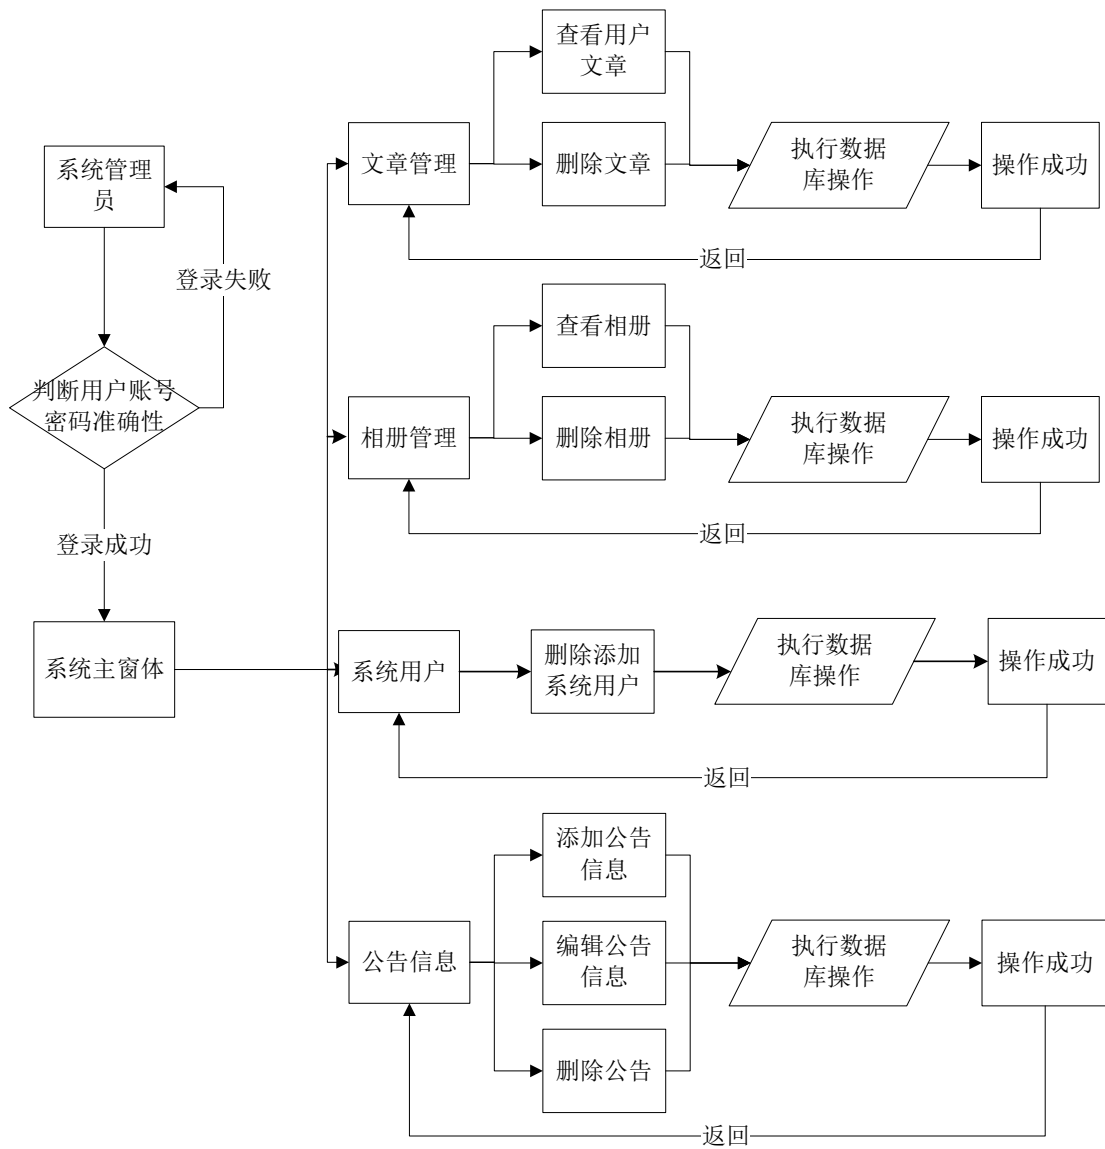 系统管理
员
登录失败
判断用户账号
密码准确性
登录成功
系统主窗体
查看用户
文章
文章管理
删除文章
执行数据
库操作
操作成功
返回
查看相册
相册管理
删除相册
执行数据
库操作
操作成功
返回
系统用户
删除添加
系统用户
执行数据
库操作
操作成功
返回
添加公告
信息
公告信息
编辑公告
信息
执行数据
库操作
操作成功
删除公告
返回